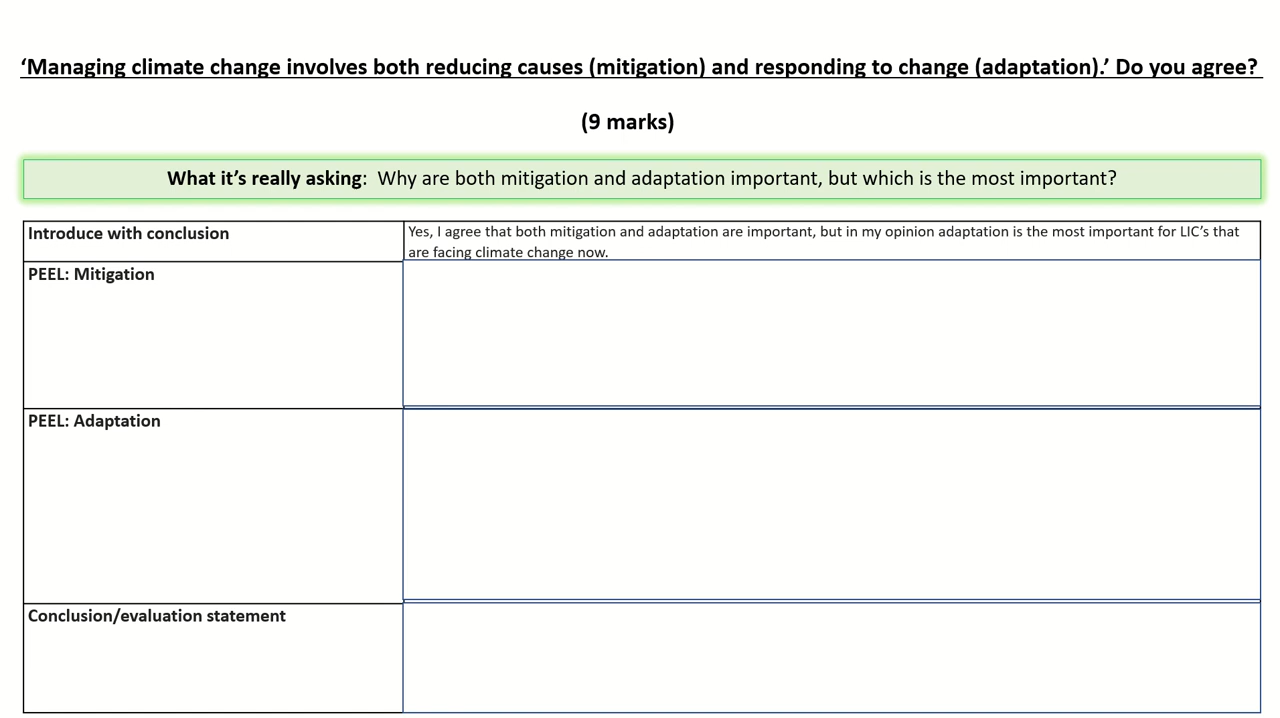 ‘Managing climate change involves both reducing causes (mitigation) and responding to change (adaptation).’ Do you agree?
(9 marks)
What it’s really asking:  Why are both mitigation and adaptation important, but which is the most important?
Introduce with conclusion
Yes, I agree that both mitigation and adaptation are important, but in my opinion adaptation is the most important for LIC’s that
are facing climate change now.
PEEL: Mitigation
PEEL: Adaptation
Conclusion/evaluation statement